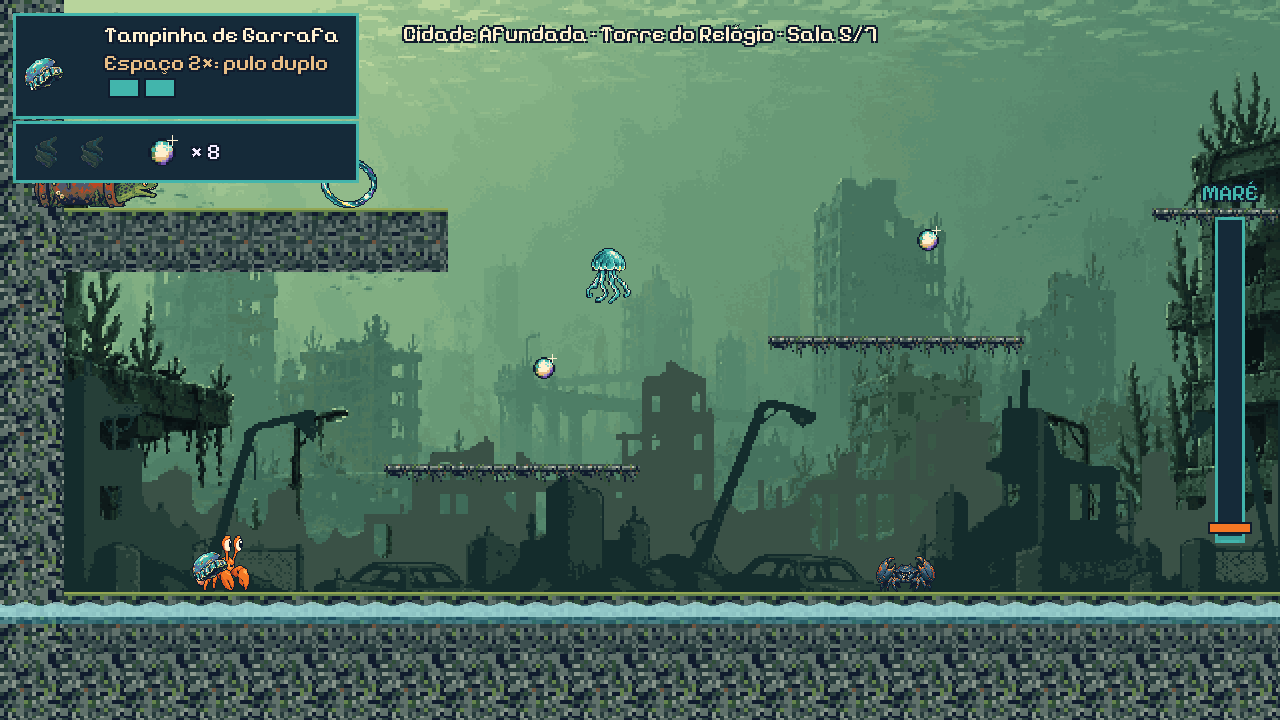 Tampinha de Garrafa
Espaço 2×: pulo duplo
× 8
Cidade Afundada · Torre do Relógio · Sala 5/7
MARÉ